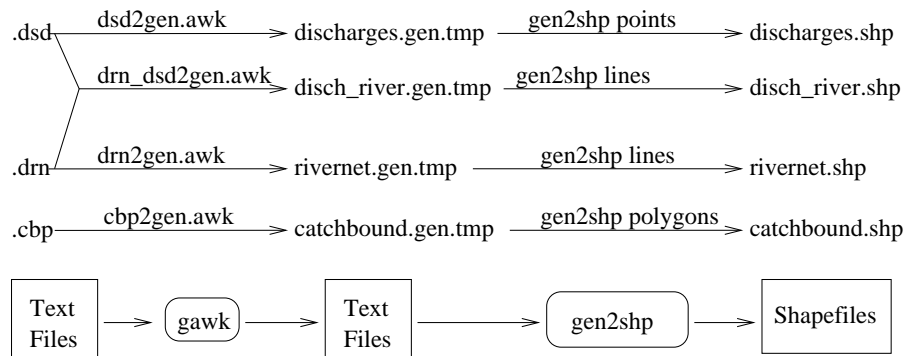 .dsd dsd2gen.awk discharges.gen.tmp gen2shp points discharges.shp
drn_dsd2gen.awk disch_river.gen.tmp gen2shp lines disch_river.shp
.drn drn2gen.awk rivernet.gen.tmp gen2shp lines rivernet.shp
.cbp cbp2gen.awk catchbound.gen.tmp gen2shp polygons catchbound.shp
Text
Files
gawk
Text
Files
gen2shp
Shapefiles